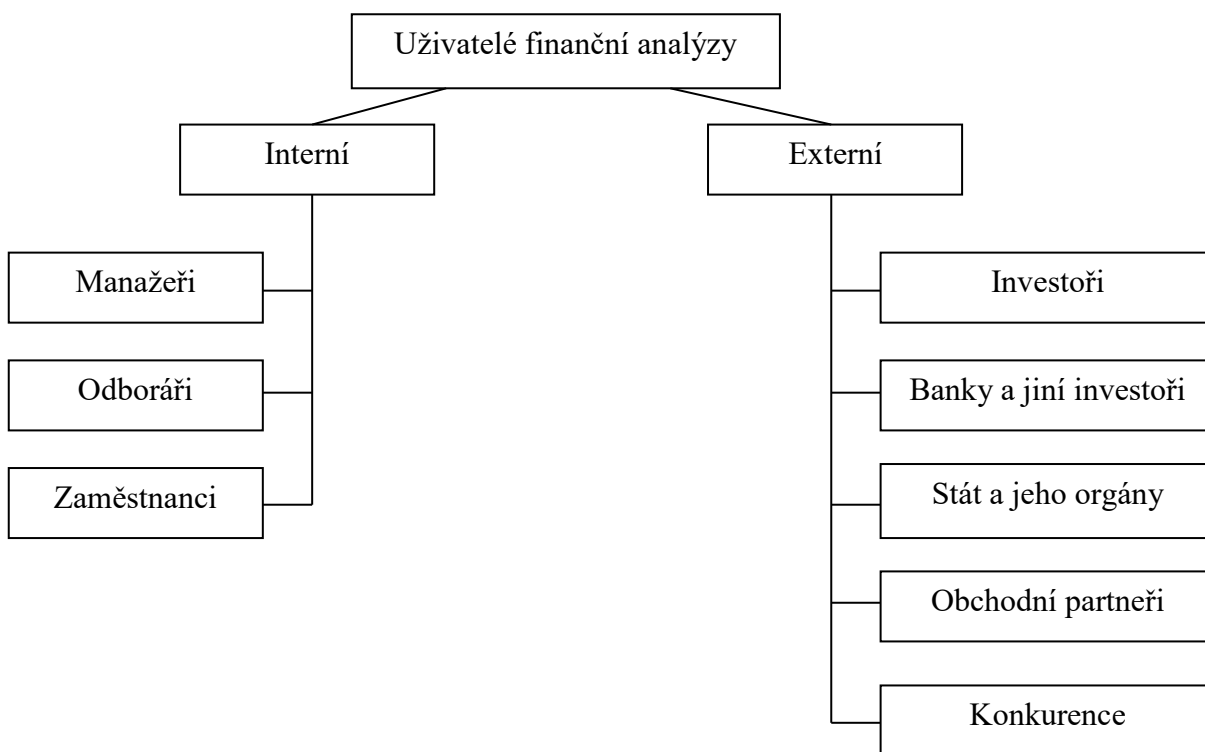 Uživatelé finanční analýzy
Interní
Externí
Manažeři
Odboráři
Zaměstnanci
Investoři
Banky a jiní investoři
Stát a jeho orgány
Obchodní partneři
Konkurence